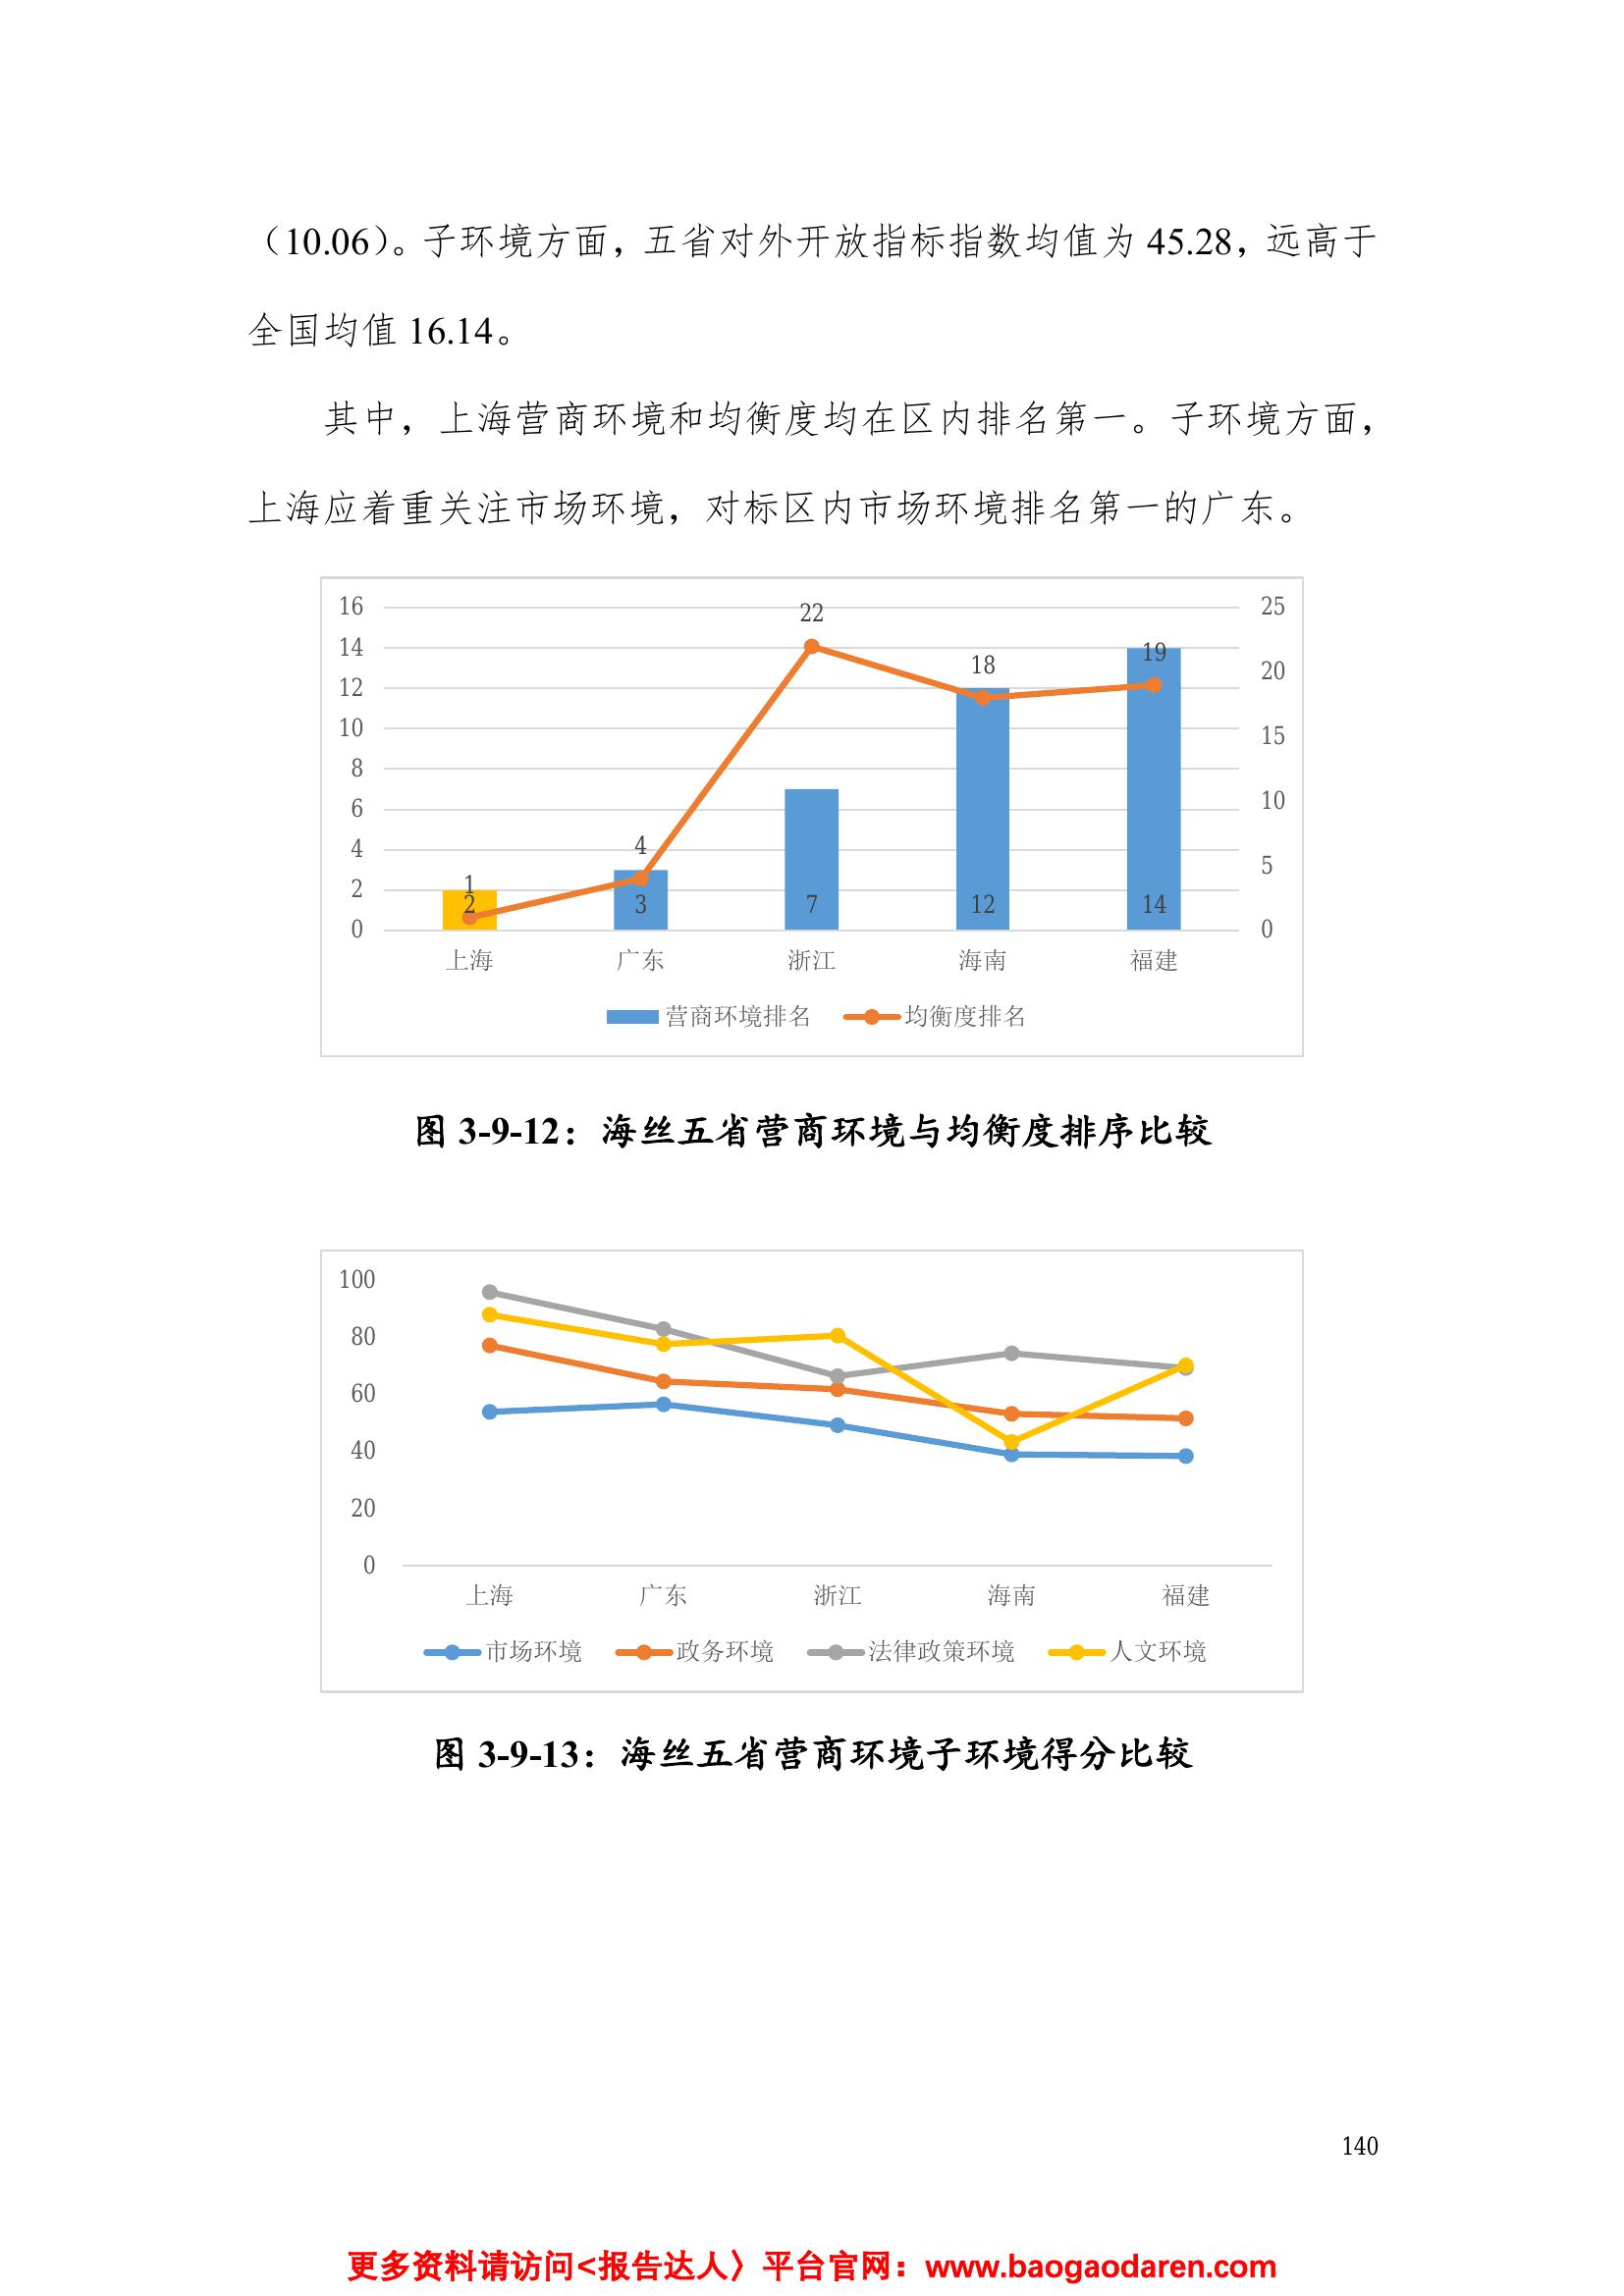 （10.06）。子环境方面，五省对外开放指标指数均值为 45.28，远高于
全国均值 16.14。
其中，上海营商环境和均衡度均在区内排名第一。子环境方面，
上海应着重关注市场环境，对标区内市场环境排名第一的广东。
16 22 25
14 18 19 20
12
10 15
8
6 10
4 4 5
2 1
2 3 7 12 14
0 0
上海 广东 浙江 海南 福建
营商环境排名 均衡度排名
图 3-9-12：海丝五省营商环境与均衡度排序比较
100
80
60
40
20
0
上海 广东 浙江 海南 福建
市场环境 政务环境 法律政策环境 人文环境
图 3-9-13：海丝五省营商环境子环境得分比较
140
更多资料请访问<报告达人〉平台官网：www.baogaodaren.com